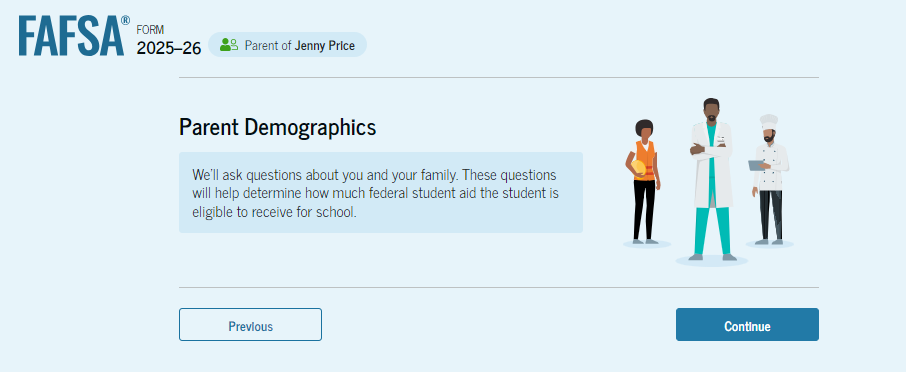 FAFSA®
FORM
2025–26
Parent of Jenny Price
Parent Demographics
We'll ask questions about you and your family. These questions
will help determine how much federal student aid the student is
eligible to receive for school.
Previous
Continue